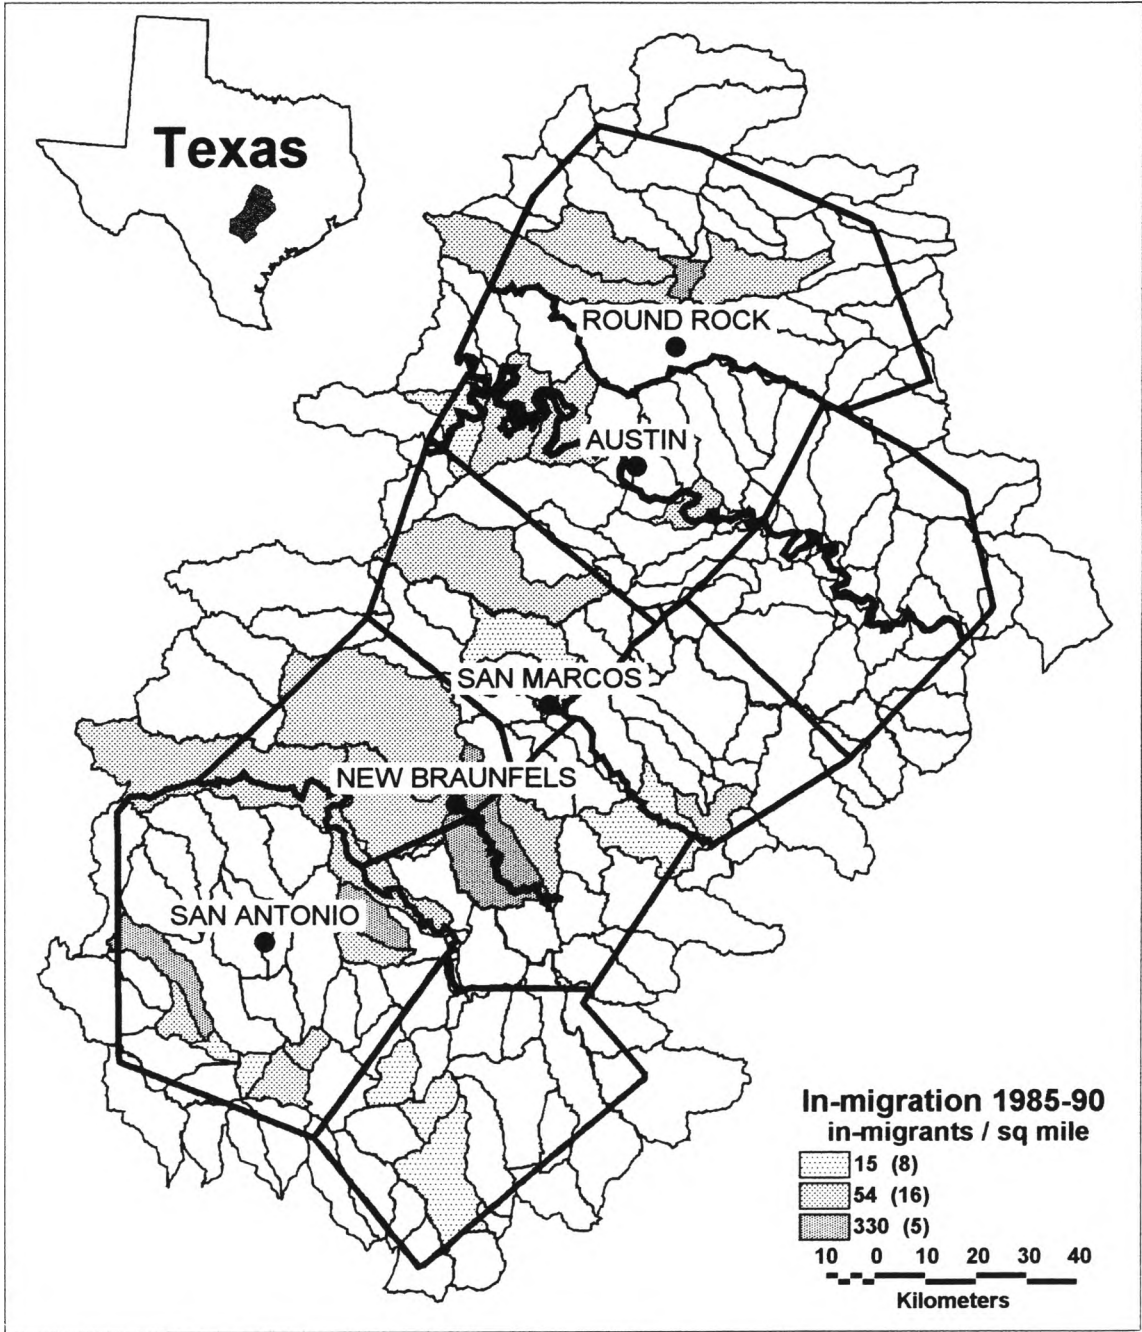 Texas
ROUND ROCK
AUSTIN
SAN MARCOS
NEW BRAUNFELS
SAN ANTONIO
In-migration 1985-90
in-migrants / sq mile
15 (8)
54 (16)
330 (5)
10 0 10 20 30 40
Kilometers